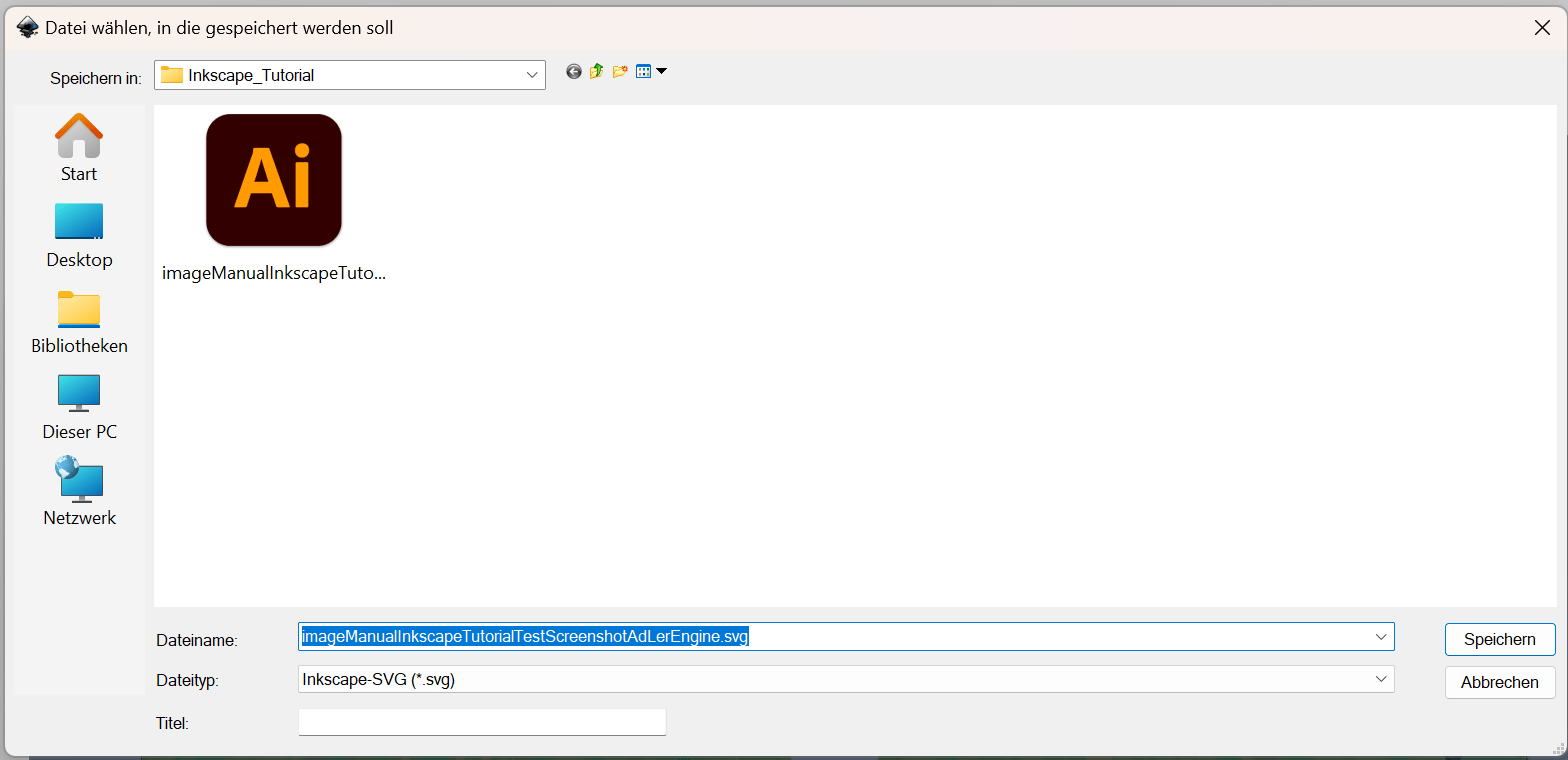 Datei wählen, in die gespeichert werden soll
Speichern in: Inkscape_Tutorial
Start
Desktop
Bibliotheken
Dieser PC
Netzwerk
Ai
imageManualInkscapeTuto...
Dateiname: imageManualInkscapeTutorialTestScreenshotAdLerEngine.svg
Speichern
Dateityp: Inkscape-SVG (*.svg)
Abbrechen
Titel: